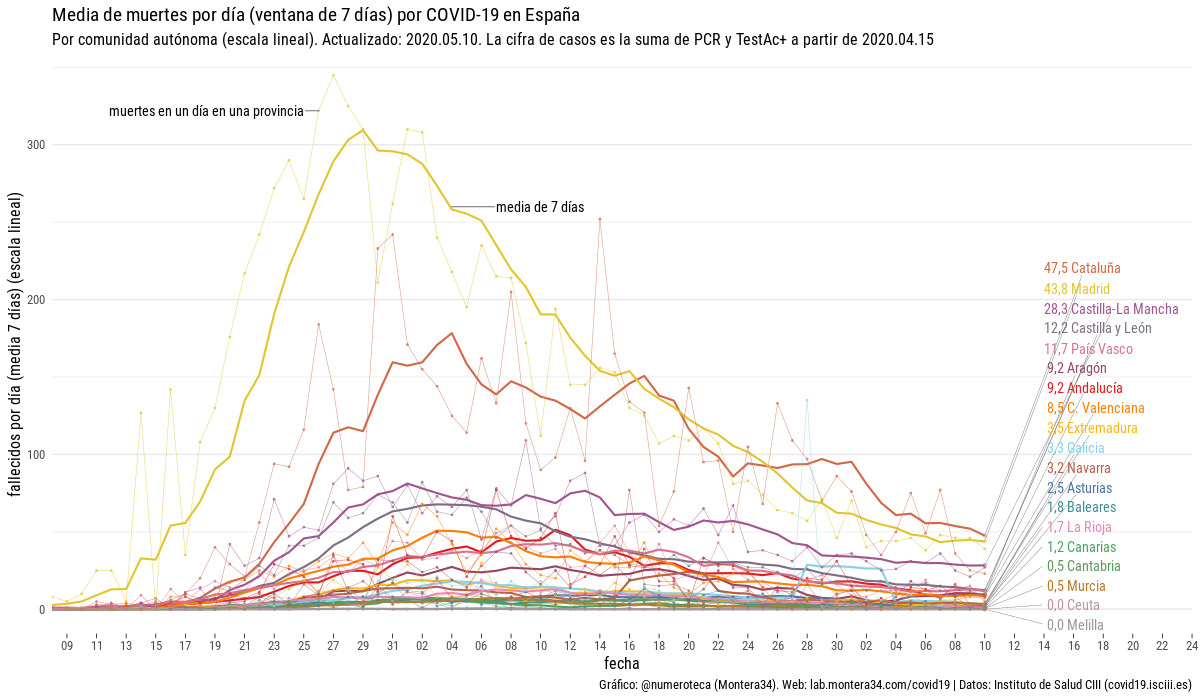 Media de muertes por día (ventana de 7 días) por COVID-19 en España
Por comunidad autónoma (escala lineal). Actualizado: 2020.05.10. La cifra de casos es la suma de PCR y TestAc+ a partir de 2020.04.15
muertes en un día en una provincia
media de 7 días
fallecidos por día (media 7 días) (escala lineal)
300
200
100
0
47,5 Cataluña
43,8 Madrid
28,3 Castilla-La Mancha
12,2 Castilla y León
11,7 País Vasco
9,2 Aragón
9,2 Andalucía
8,5 C. Valenciana
3,5 Extremadura
3,3 Galicia
3,2 Navarra
2,5 Asturias
1,8 Baleares
1,7 La Rioja
1,2 Canarias
0,5 Cantabria
0,5 Murcia
0,0 Ceuta
0,0 Melilla
09 11 13 15 17 19 21 23 25 27 29 31 02 04 06 08 10 12 14 16 18 20 22 24 26 28 30 02 04 06 08 10 12 14 16 18 20 22 24
fecha
Gráfico: @numeroteca (Montera34). Web: lab.montera34.com/covid19 | Datos: Instituto de Salud CIII (covid19.isciii.es)